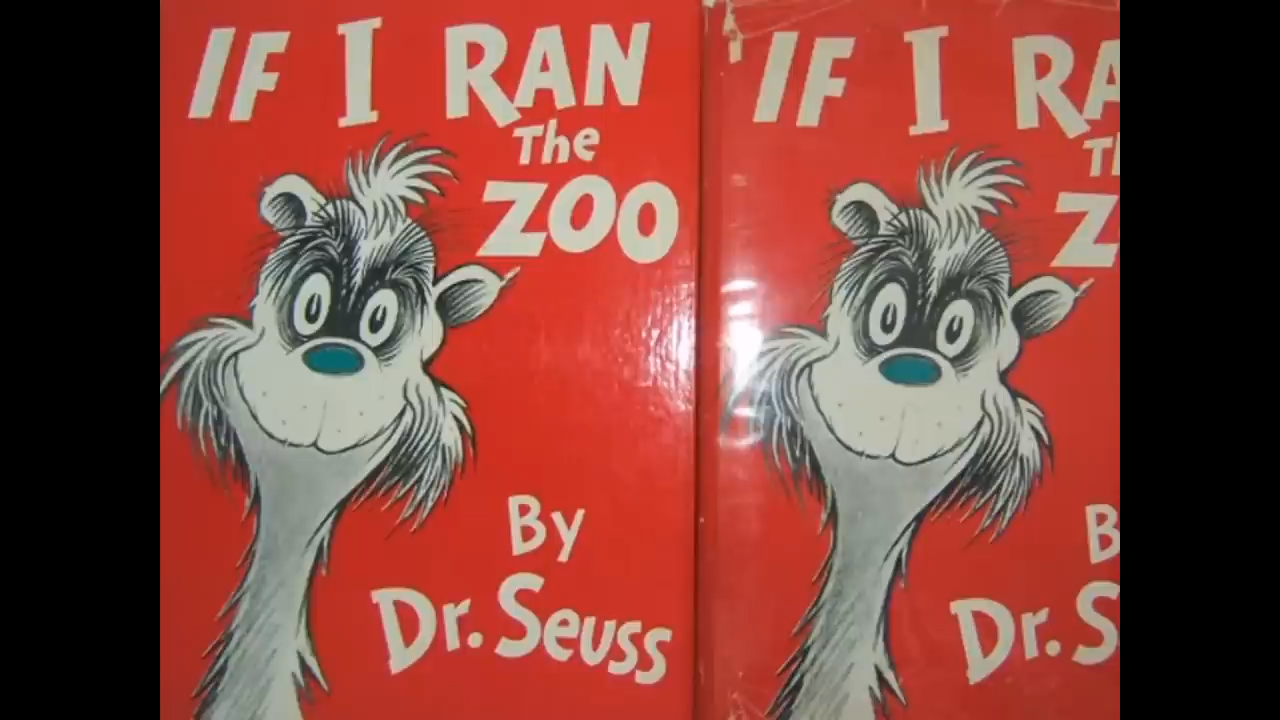 IF I RAN
The
ZOO
By
Dr. Seuss
IF I RA
Th
Z
B
Dr. S